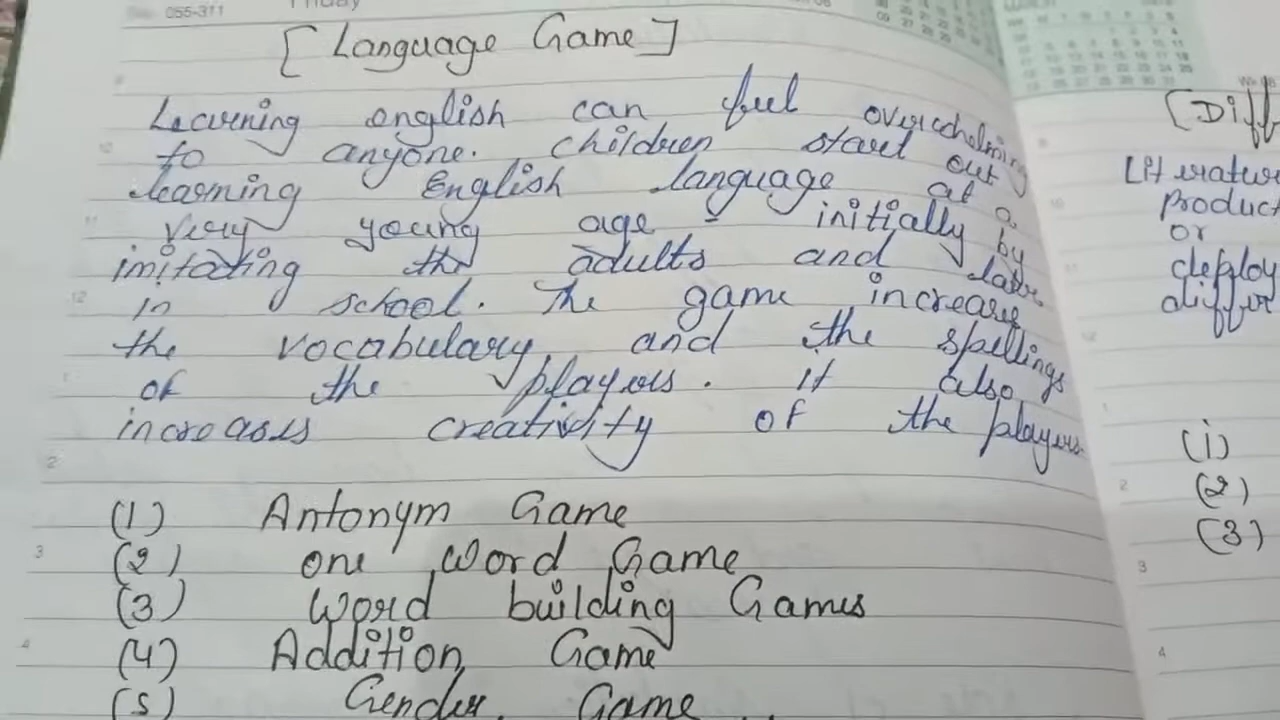 055-311 Friday
[Language Game]
Learning english can feel overwhelming
to anyone. children start out
learning English language at a
very young age - initially by
imitating the adults and later
in school. The game increases
the vocabulary and the spellings
of the players. it also
increases creativity of the players.
(1) Antonym Game
(2) one word Game
(3) Word building Games
(4) Addition Game
(5) Gender Game
[Diff
Literature
Product
or
deploy
differ
(i)
(2)
(3)